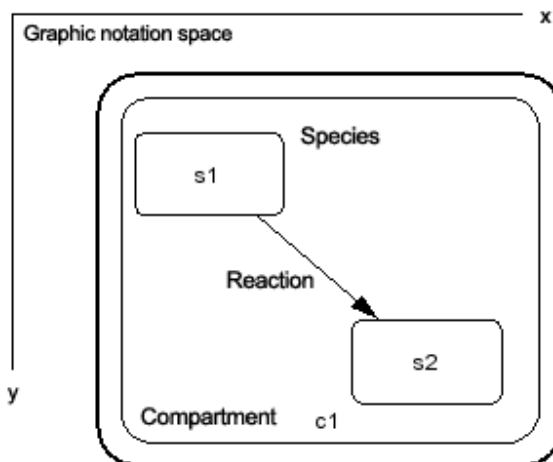 x
Graphic notation space
Species
s1
Reaction
s2
y
Compartment c1